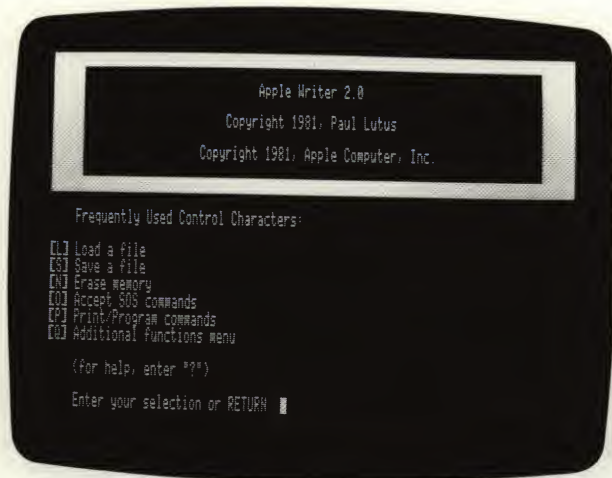 Apple Writer 2.0
Copyright 1981, Paul Lutus
Copyright 1981, Apple Computer, Inc.
Frequently Used Control Characters:
[L] Load a file
[S] Save a file
[N] Erase memory
[O] Accept SOS commands
[P] Print/Program commands
[Q] Additional functions menu
(for help, enter "?")
Enter your selection or RETURN